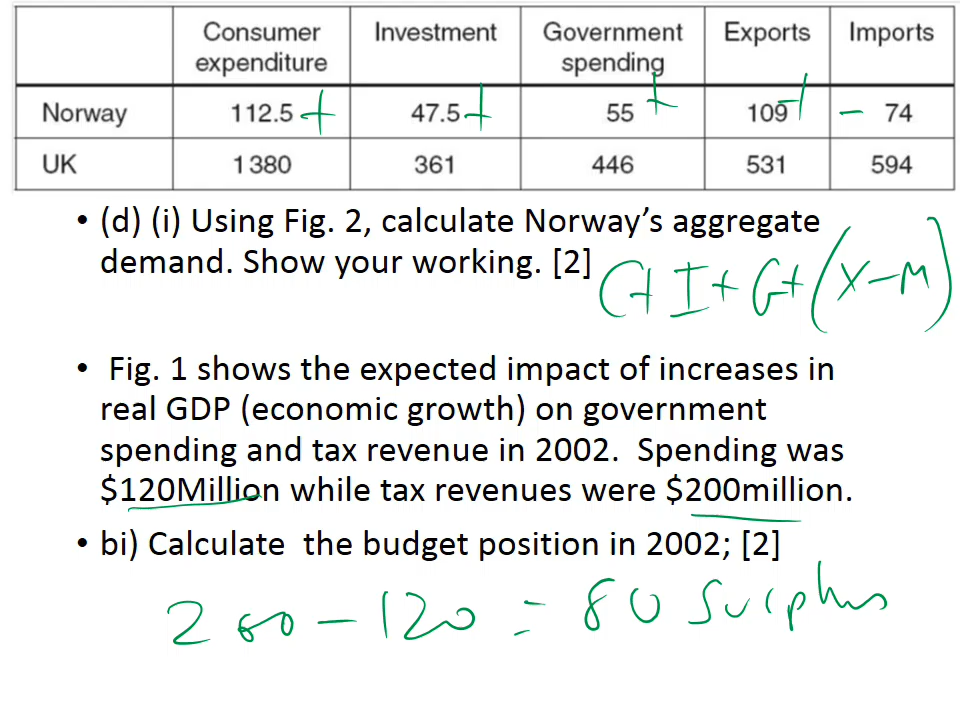 Consumer expenditure Investment Government spending Exports Imports
Norway 112.5 + 47.5 + 55 + 109 + - 74
UK 1 380 361 446 531 594
• (d) (i) Using Fig. 2, calculate Norway's aggregate
demand. Show your working. [2]
C+ I + G+ (X-M)
• Fig. 1 shows the expected impact of increases in
real GDP (economic growth) on government
spending and tax revenue in 2002. Spending was
$120Million while tax revenues were $200million.
• bi) Calculate the budget position in 2002; [2]
200 - 120 = 80 Surplus